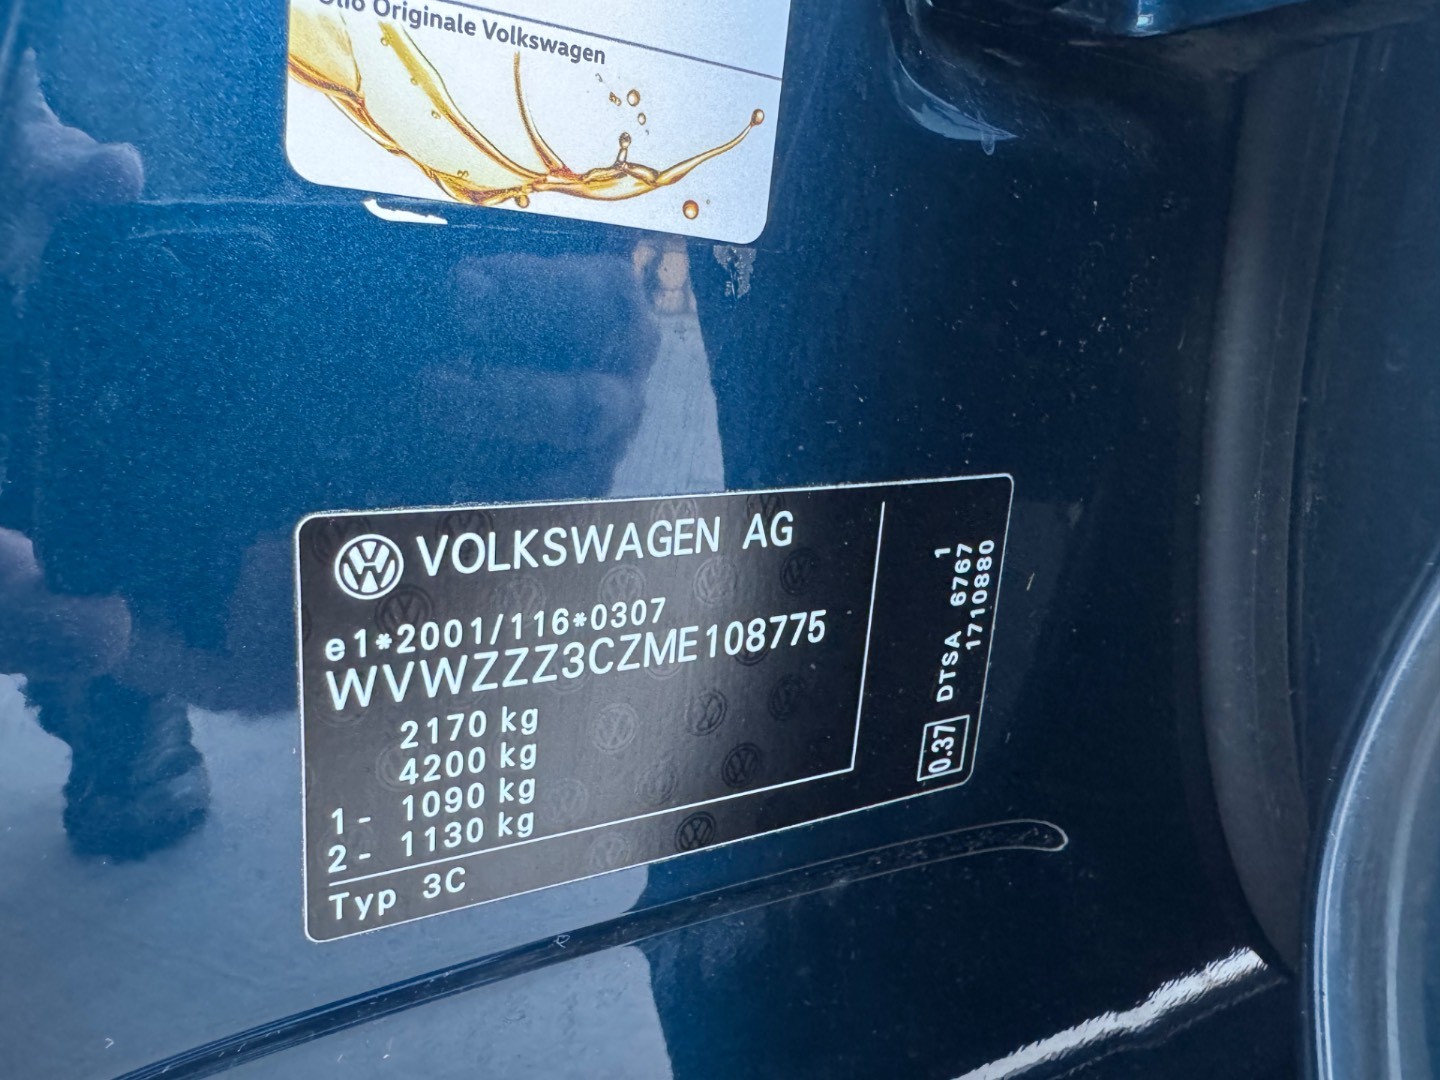 Olio Originale Volkswagen
VOLKSWAGEN AG
e1*2001/116*0307
WVWZZZ3CZME108775
2170 kg
4200 kg
1- 1090 kg
2- 1130 kg
Typ 3C
1
DTSA 6767
1710880
0.37